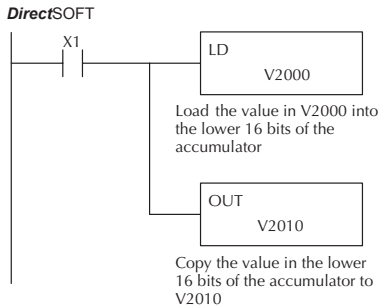 DirectSOFT
X1
LD
V2000
Load the value in V2000 into
the lower 16 bits of the
accumulator
OUT
V2010
Copy the value in the lower
16 bits of the accumulator to
V2010